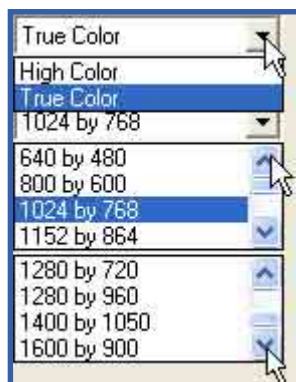 True Color
High Color
True Color
1024 by 768
640 by 480
800 by 600
1024 by 768
1152 by 864
1280 by 720
1280 by 960
1400 by 1050
1600 by 900